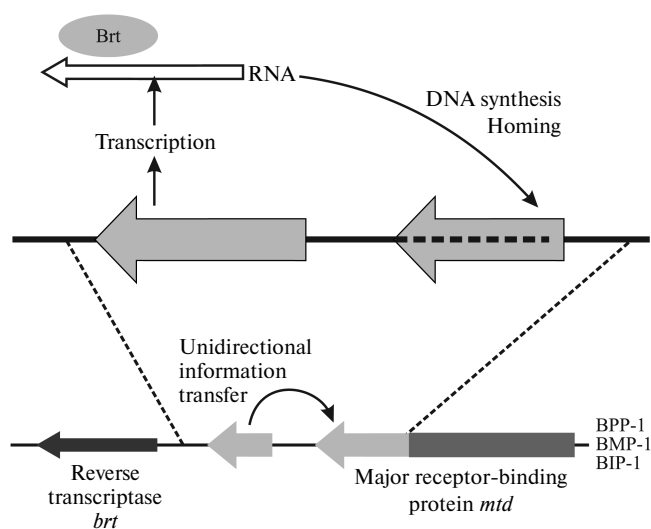 Brt
RNA
DNA synthesis
Homing
Transcription
Unidirectional
information
transfer
BPP-1
BMP-1
BIP-1
Reverse
transcriptase
brt
Major receptor-binding
protein mtd